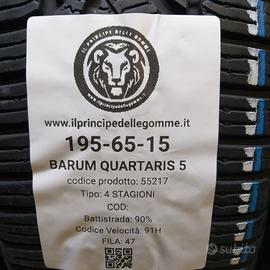 IL PRINCIPE DELLE GOMME
www.ilprincipedellegomme.it
195-65-15
BARUM QUARTARIS 5
codice prodotto: 55217
Tipo: 4 STAGIONI
COD:
Battistrada: 90%
Codice Velocità: 91H
FILA: 47
subito